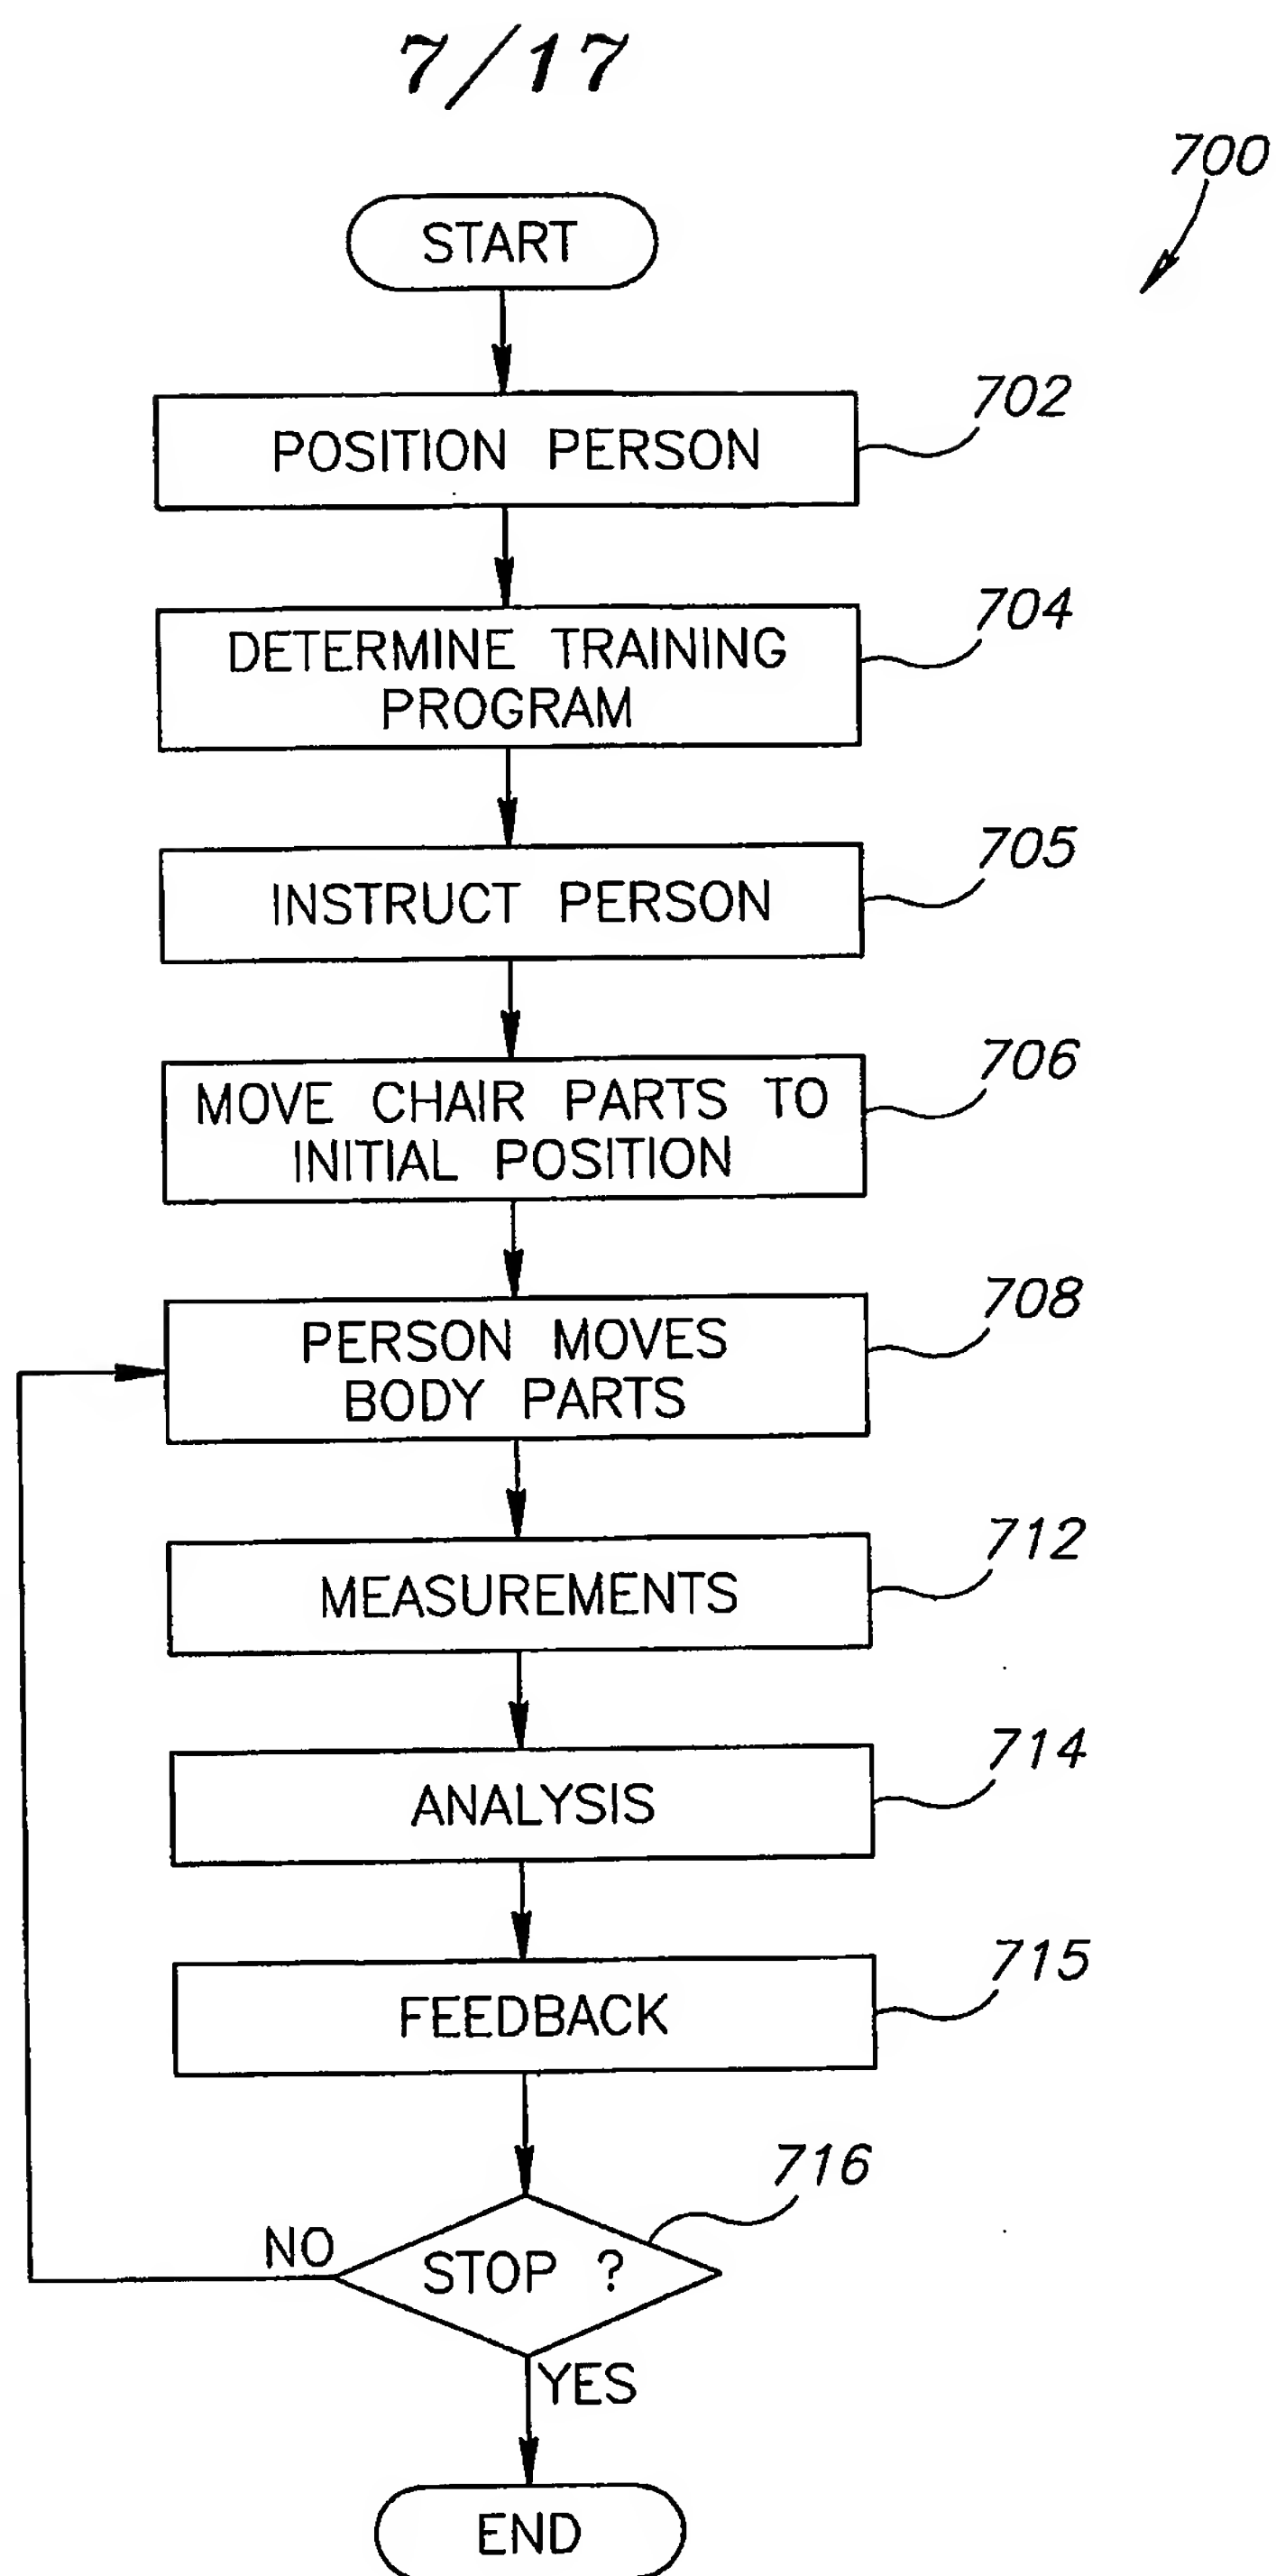 7/17
700
START
POSITION PERSON
702
DETERMINE TRAINING
PROGRAM
704
INSTRUCT PERSON
705
MOVE CHAIR PARTS TO
INITIAL POSITION
706
PERSON MOVES
BODY PARTS
708
MEASUREMENTS
712
ANALYSIS
714
FEEDBACK
715
STOP ?
716
NO
YES
END